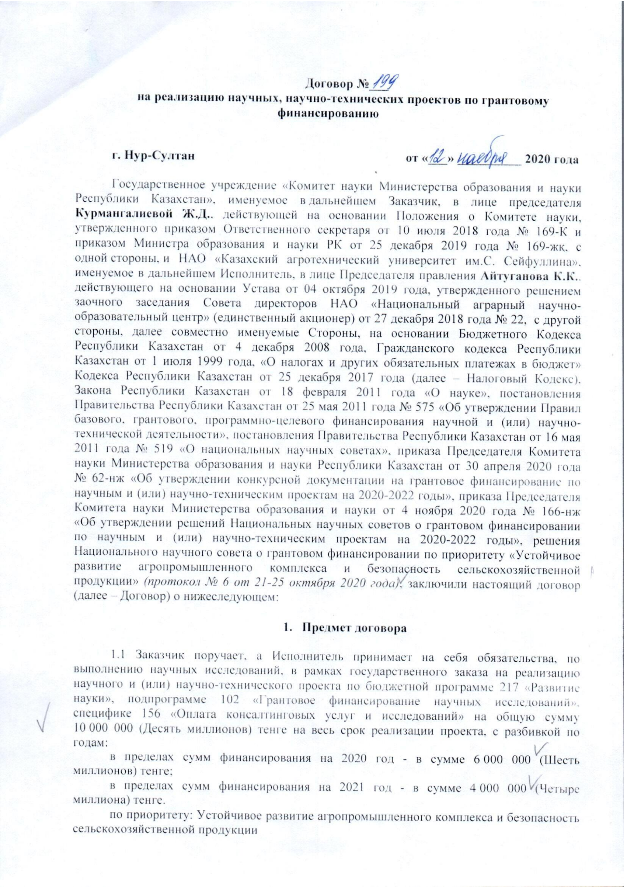 Договор № 199
на реализацию научных, научно-технических проектов по грантовому
финансированию
г. Нур-Султан от «12» ноября 2020 года
Государственное учреждение «Комитет науки Министерства образования и науки
Республики Казахстан», именуемое в дальнейшем Заказчик, в лице председателя
Курмангалиевой Ж.Д., действующей на основании Положения о Комитете науки,
утвержденного приказом Ответственного секретаря от 10 июля 2018 года № 169-К и
приказом Министра образования и науки РК от 25 декабря 2019 года № 169-жк, с
одной стороны, и НАО «Казахский агротехнический университет им.С. Сейфуллина»,
именуемое в дальнейшем Исполнитель, в лице Председателя правления Айтуганова К.К.,
действующего на основании Устава от 04 октября 2019 года, утвержденного решением
заочного заседания Совета директоров НАО «Национальный аграрный научно-
образовательный центр» (единственный акционер) от 27 декабря 2018 года № 22, с другой
стороны, далее совместно именуемые Стороны, на основании Бюджетного Кодекса
Республики Казахстан от 4 декабря 2008 года, Гражданского кодекса Республики
Казахстан от 1 июля 1999 года, «О налогах и других обязательных платежах в бюджет»
Кодекса Республики Казахстан от 25 декабря 2017 года (далее – Налоговый Кодекс),
Закона Республики Казахстан от 18 февраля 2011 года «О науке», постановления
Правительства Республики Казахстан от 25 мая 2011 года № 575 «Об утверждении Правил
базового, грантового, программно-целевого финансирования научной и (или) научно-
технической деятельности», постановления Правительства Республики Казахстан от 16 мая
2011 года № 519 «О национальных научных советах», приказа Председателя Комитета
науки Министерства образования и науки Республики Казахстан от 30 апреля 2020 года
№ 62-нж «Об утверждении конкурсной документации на грантовое финансирование по
научным и (или) научно-техническим проектам на 2020-2022 годы», приказа Председателя
Комитета науки Министерства образования и науки от 4 ноября 2020 года № 166-нж
«Об утверждении решений Национальных научных советов о грантовом финансировании
по научным и (или) научно-техническим проектам на 2020-2022 годы», решения
Национального научного совета о грантовом финансировании по приоритету «Устойчивое
развитие агропромышленного комплекса и безопасность сельскохозяйственной
продукции» (протокол № 6 от 21-25 октября 2020 года), заключили настоящий договор
(далее – Договор) о нижеследующем:
1. Предмет договора
1.1 Заказчик поручает, а Исполнитель принимает на себя обязательства, по
выполнению научных исследований, в рамках государственного заказа на реализацию
научного и (или) научно-технического проекта по бюджетной программе 217 «Развитие
науки», подпрограмме 102 «Грантовое финансирование научных исследований»,
специфике 156 «Оплата консалтинговых услуг и исследований» на общую сумму
10 000 000 (Десять миллионов) тенге на весь срок реализации проекта, с разбивкой по
годам:
в пределах сумм финансирования на 2020 год - в сумме 6 000 000 (Шесть
миллионов) тенге;
в пределах сумм финансирования на 2021 год - в сумме 4 000 000 (Четыре
миллиона) тенге.
по приоритету: Устойчивое развитие агропромышленного комплекса и безопасность
сельскохозяйственной продукции